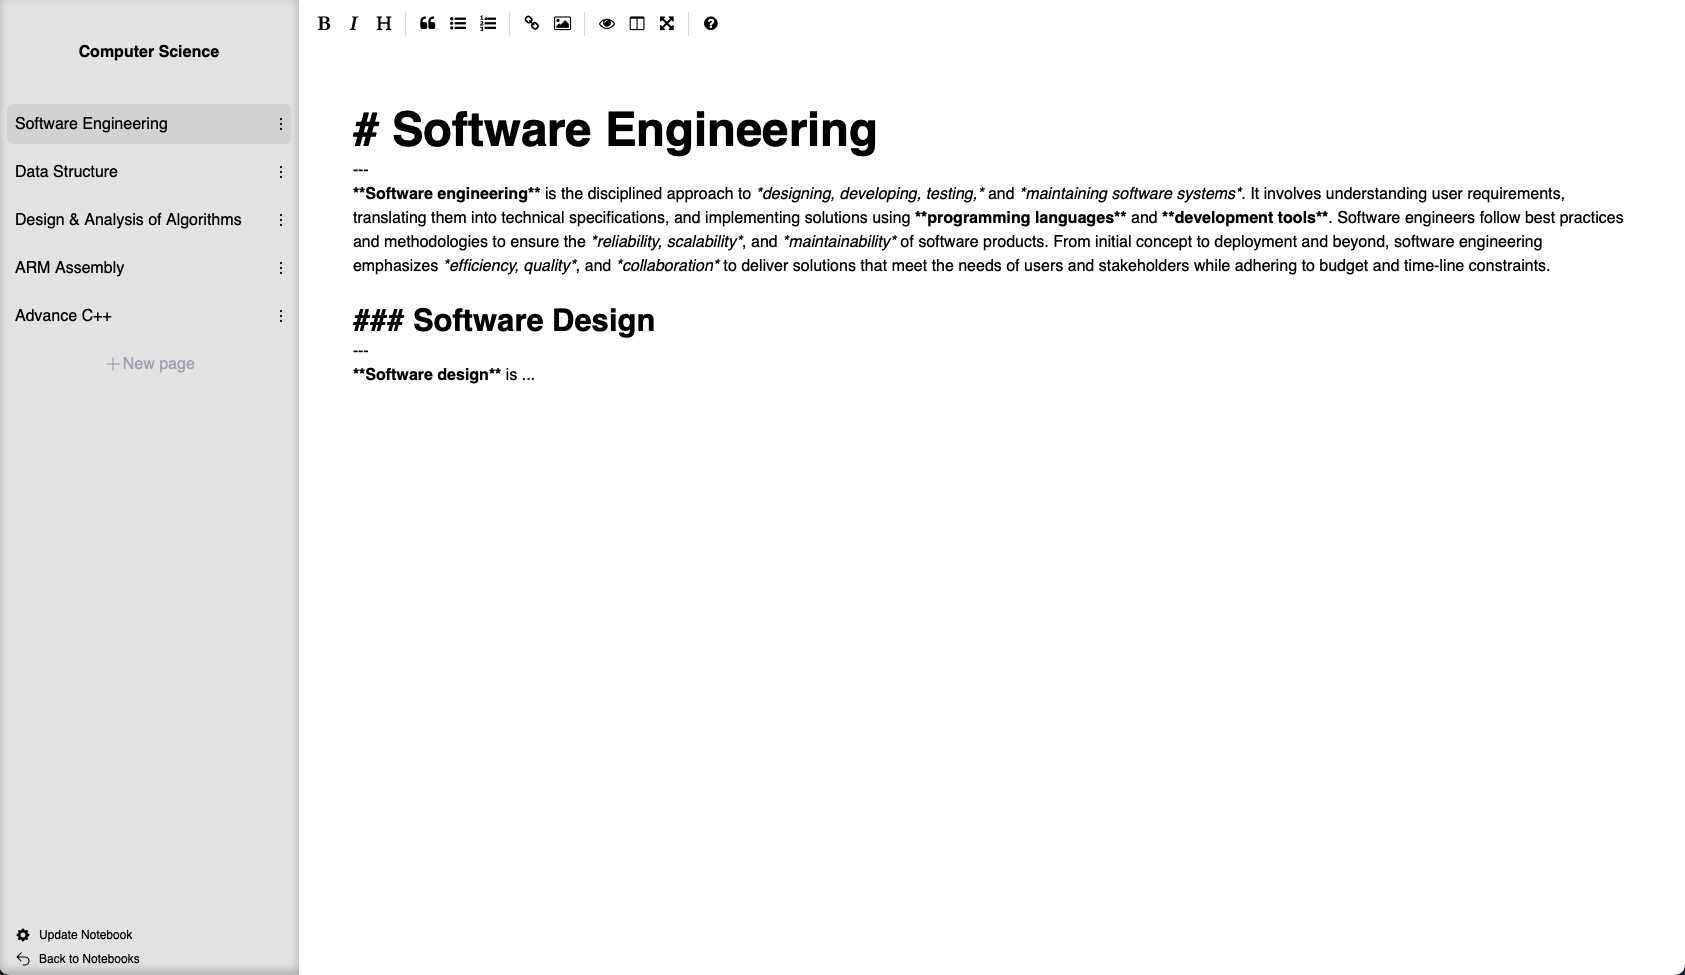 Computer Science
Software Engineering
Data Structure
Design & Analysis of Algorithms
ARM Assembly
Advance C++
+ New page
Update Notebook
Back to Notebooks
B I H
# Software Engineering
---
**Software engineering** is the disciplined approach to *designing, developing, testing,* and *maintaining software systems*. It involves understanding user requirements,
translating them into technical specifications, and implementing solutions using **programming languages** and **development tools**. Software engineers follow best practices
and methodologies to ensure the *reliability, scalability*, and *maintainability* of software products. From initial concept to deployment and beyond, software engineering
emphasizes *efficiency, quality*, and *collaboration* to deliver solutions that meet the needs of users and stakeholders while adhering to budget and time-line constraints.
### Software Design
---
**Software design** is ...